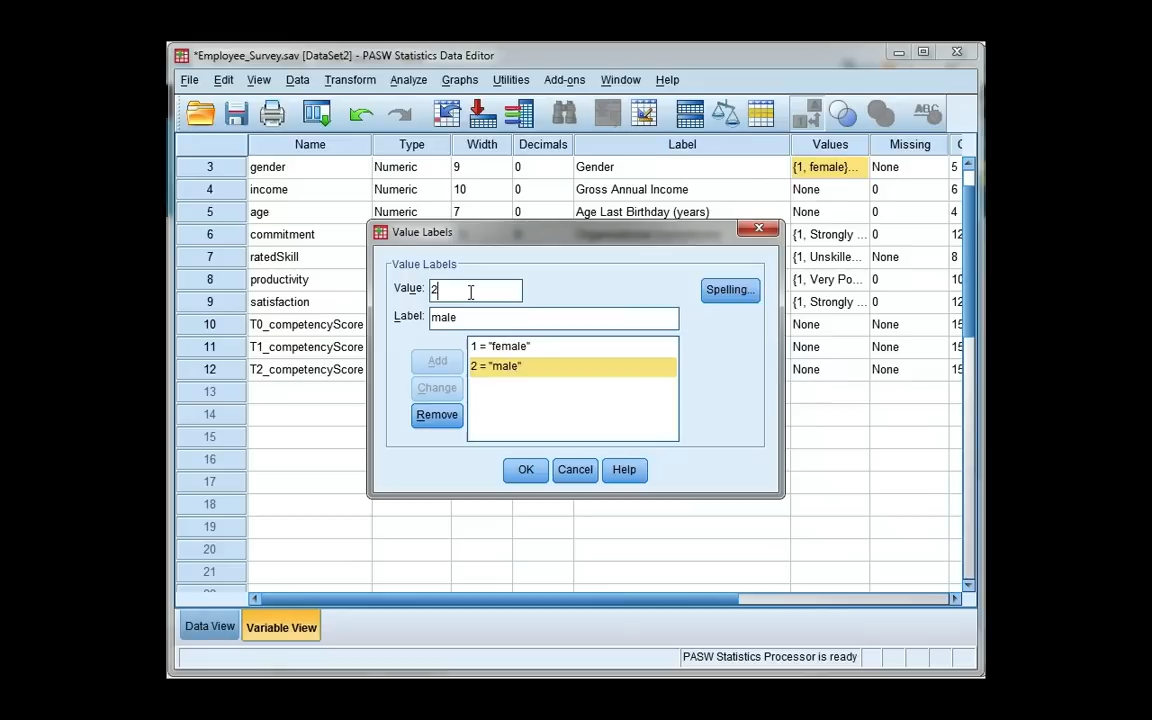 *Employee_Survey.sav [DataSet2] - PASW Statistics Data Editor
File Edit View Data Transform Analyze Graphs Utilities Add-ons Window Help
Name Type Width Decimals Label Values Missing
3 gender Numeric 9 0 Gender {1, female}... None 5
4 income Numeric 10 0 Gross Annual Income None 0 6
5 age Numeric 7 0 Age Last Birthday (years) None 0 4
6 commitment {1, Strongly ... 0 12
7 ratedSkill {1, Unskille... 0 8
8 productivity {1, Very Po... 0 10
9 satisfaction {1, Strongly ... 0 12
10 T0_competencyScore None None 15
11 T1_competencyScore None None 15
12 T2_competencyScore None None 15
13
14
15
16
17
18
19
20
21
Value Labels
Value Labels
Value: 2 Spelling...
Label: male
1 = "female"
2 = "male"
Add
Change
Remove
OK Cancel Help
Data View Variable View
PASW Statistics Processor is ready
ABC